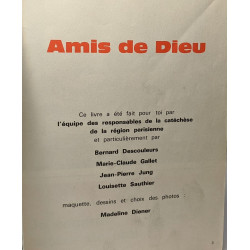 Amis de Dieu
Ce livre a été fait pour toi par
l'équipe des responsables de la catéchèse
de la région parisienne
et particulièrement par
Bernard Descouleurs
Marie-Claude Gallet
Jean-Pierre Jung
Louisette Sauthier
maquette, dessins et choix des photos :
Madeline Diener